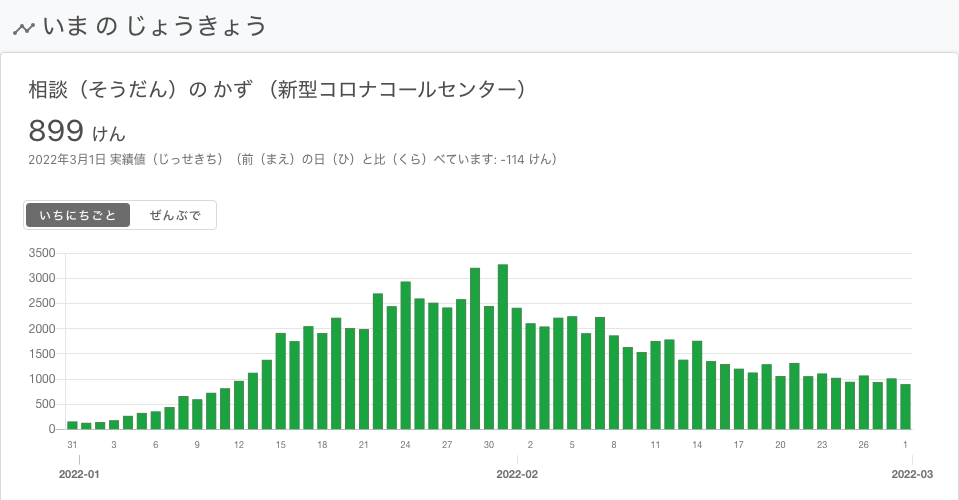 いま の じょうきょう
相談（そうだん）の かず （新型コロナコールセンター）
899 けん
2022年3月1日 実績値（じっせきち）（前（まえ）の日（ひ）と比（くら）べています: -114 けん）
いちにちごと ぜんぶで
3500
3000
2500
2000
1500
1000
500
0
31 3 6 9 12 15 18 21 24 27 30 2 5 8 11 14 17 20 23 26 1
2022-01 2022-02 2022-03